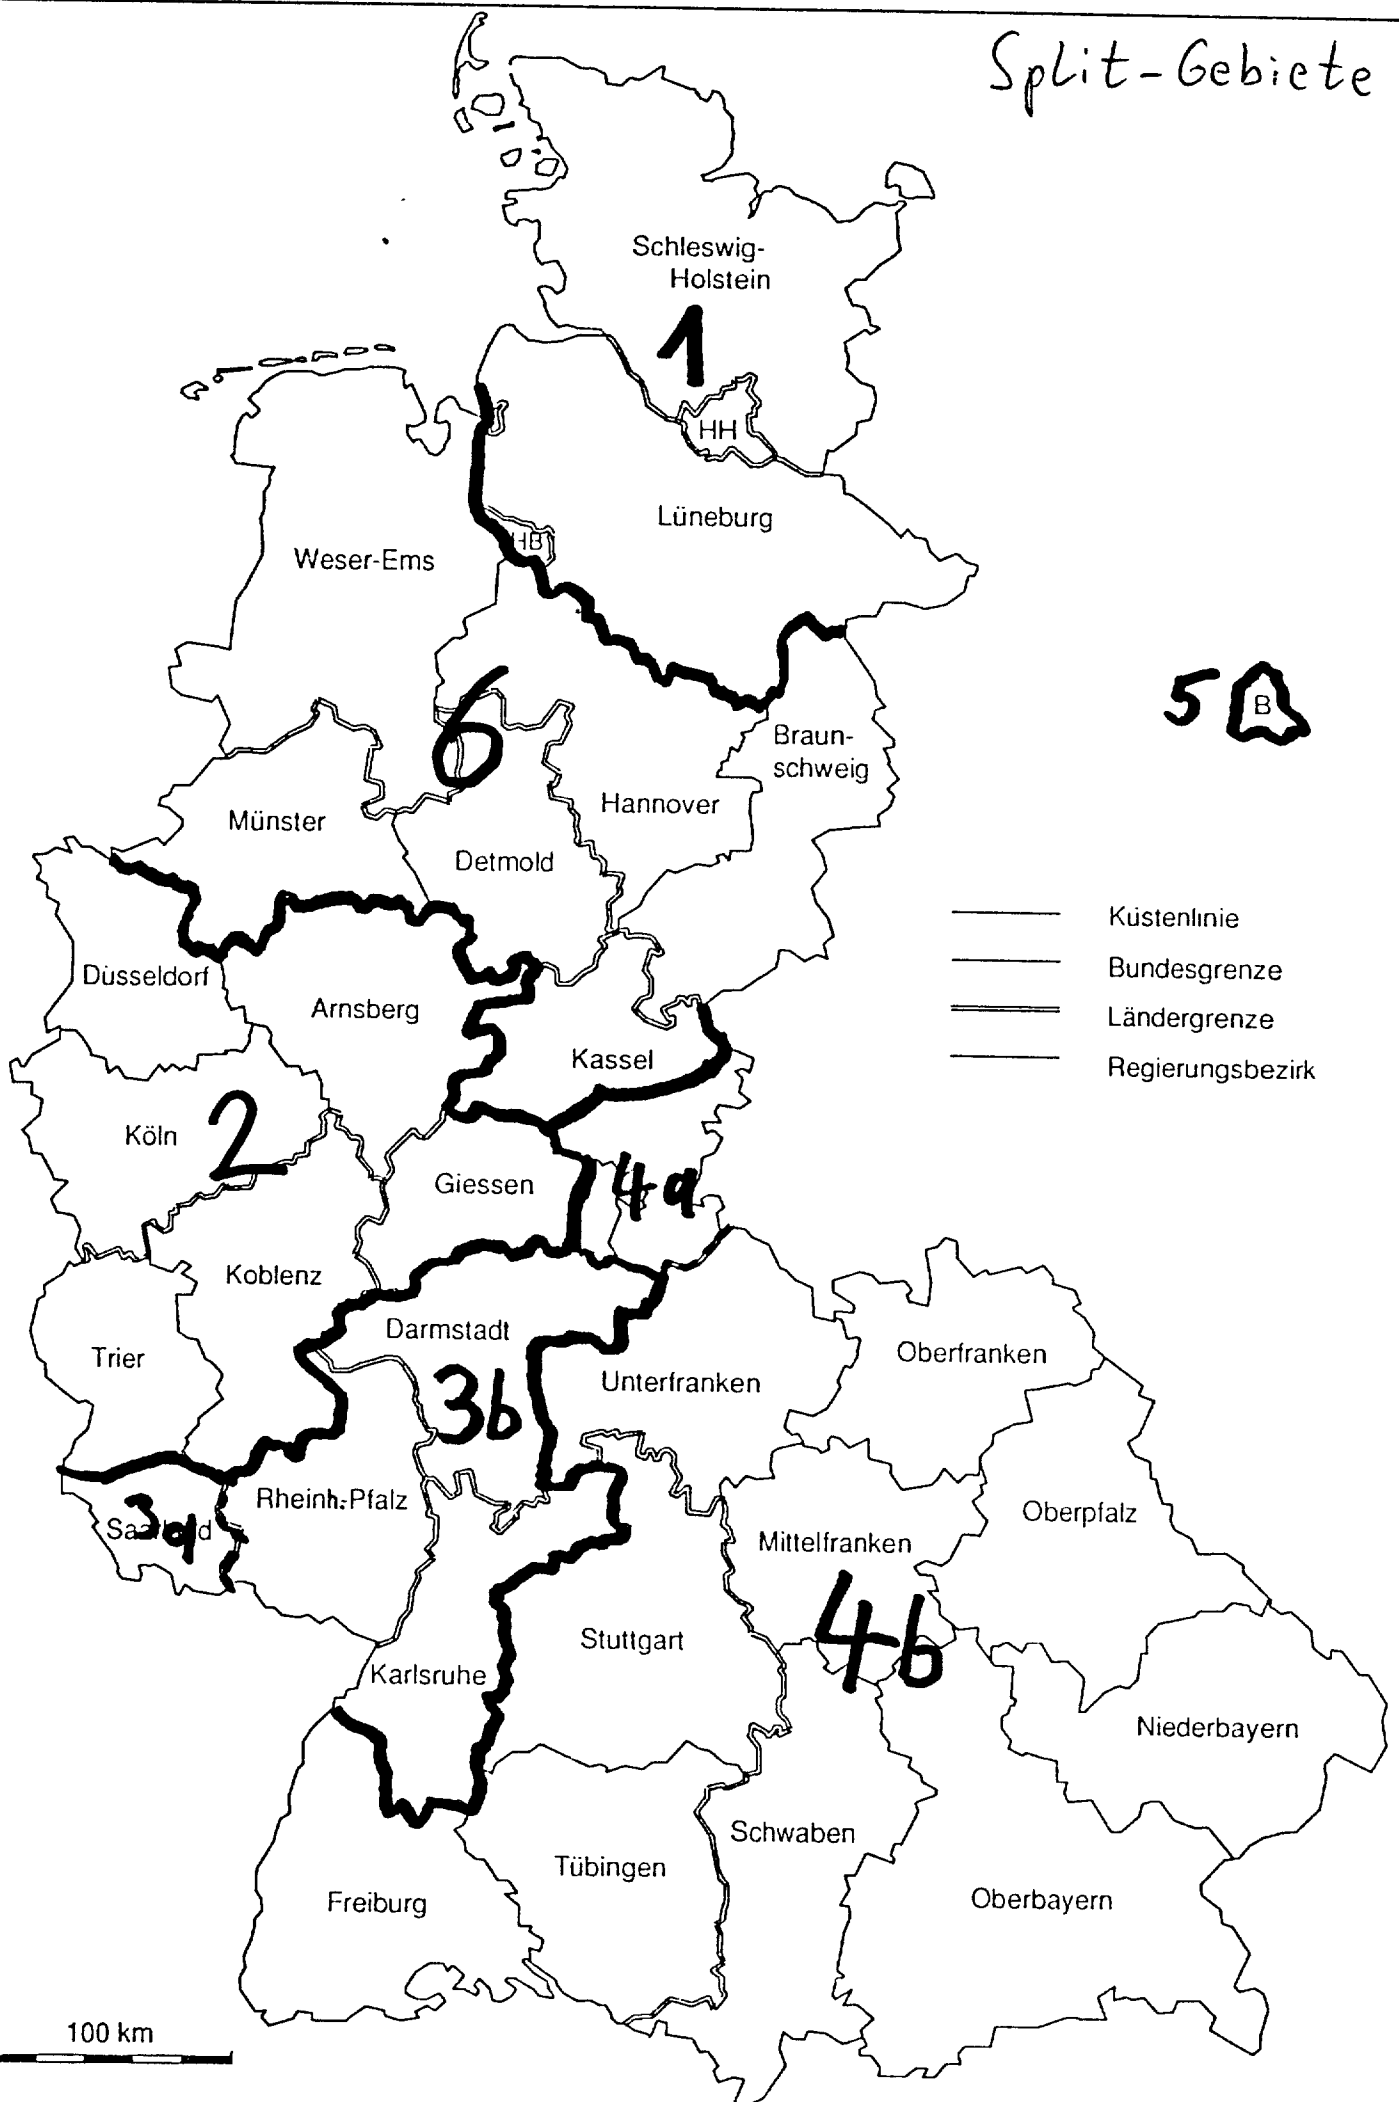 Split-Gebiete
Schleswig-
Holstein
1
HH
Lüneburg
HB
Weser-Ems
5 B
6
Braun-
schweig
Hannover
Münster
Detmold
Küstenlinie
Düsseldorf
Bundesgrenze
Arnsberg
Ländergrenze
Kassel
Regierungsbezirk
Köln
2
Giessen
4a
Koblenz
Darmstadt
Trier
Oberfranken
Unterfranken
3b
Rheinh.-Pfalz
Oberpfalz
3a
Mittelfranken
Stuttgart
4b
Karlsruhe
Niederbayern
Schwaben
Tübingen
Oberbayern
Freiburg
100 km